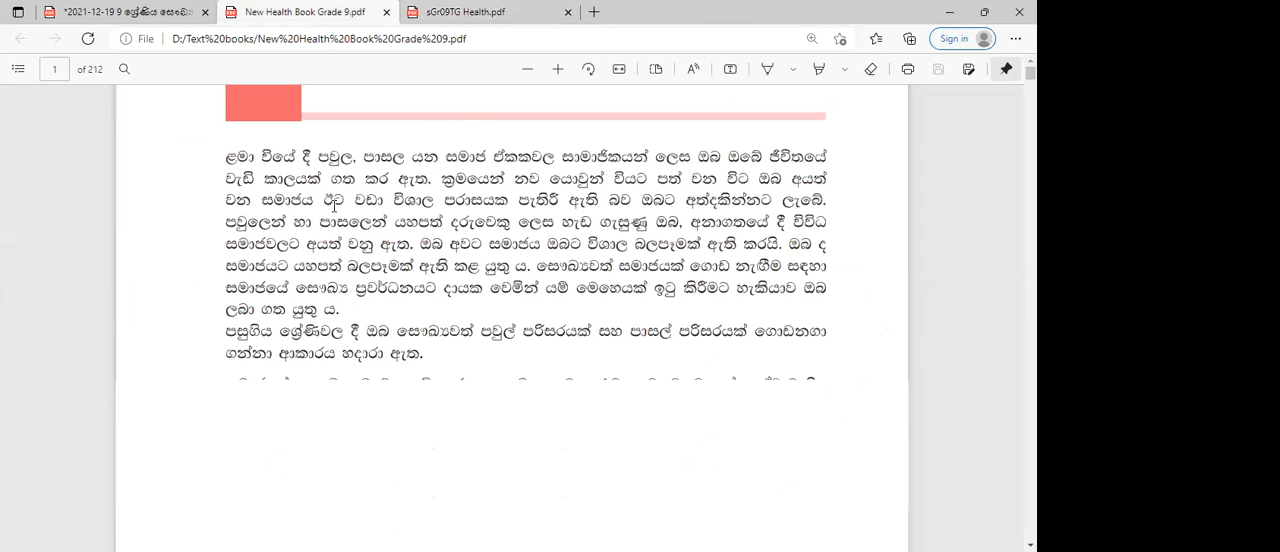 *2021-12-19 9 ශ්‍රේණිය සෞඛ්‍ය
New Health Book Grade 9.pdf
sGr09TG Health.pdf
File
D:/Text%20books/New%20Health%20Book%20Grade%209.pdf
Sign in
1 of 212
ළමා වියේ දී පවුල, පාසල යන සමාජ ඒකකවල සාමාජිකයන් ලෙස ඔබ ඔබේ ජීවිතයේ
වැඩි කාලයක් ගත කර ඇත. ක්‍රමයෙන් නව යොවුන් වියට පත් වන විට ඔබ අයත්
වන සමාජය ඊට වඩා විශාල පරාසයක පැතිරී ඇති බව ඔබට අත්දකින්නට ලැබේ.
පවුලෙන් හා පාසලෙන් යහපත් දරුවෙකු ලෙස හැඩ ගැසුණු ඔබ, අනාගතයේ දී විවිධ
සමාජවලට අයත් වනු ඇත. ඔබ අවට සමාජය ඔබට විශාල බලපෑමක් ඇති කරයි. ඔබ ද
සමාජයට යහපත් බලපෑමක් ඇති කළ යුතු ය. සෞඛ්‍යවත් සමාජයක් ගොඩ නැඟීම සඳහා
සමාජයේ සෞඛ්‍ය ප්‍රවර්ධනයට දායක වෙමින් යම් මෙහෙයක් ඉටු කිරීමට හැකියාව ඔබ
ලබා ගත යුතු ය.
පසුගිය ශ්‍රේණිවල දී ඔබ සෞඛ්‍යවත් පවුල් පරිසරයක් සහ පාසල් පරිසරයක් ගොඩනගා
ගන්නා ආකාරය හදාරා ඇත.